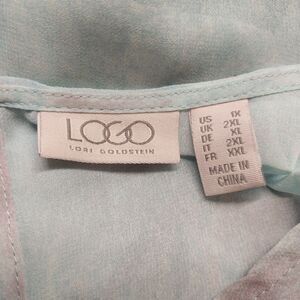 LOGO
LORI GOLDSTEIN
US 1X
UK 2XL
DE XL
IT 2XL
FR XXL
MADE IN
CHINA